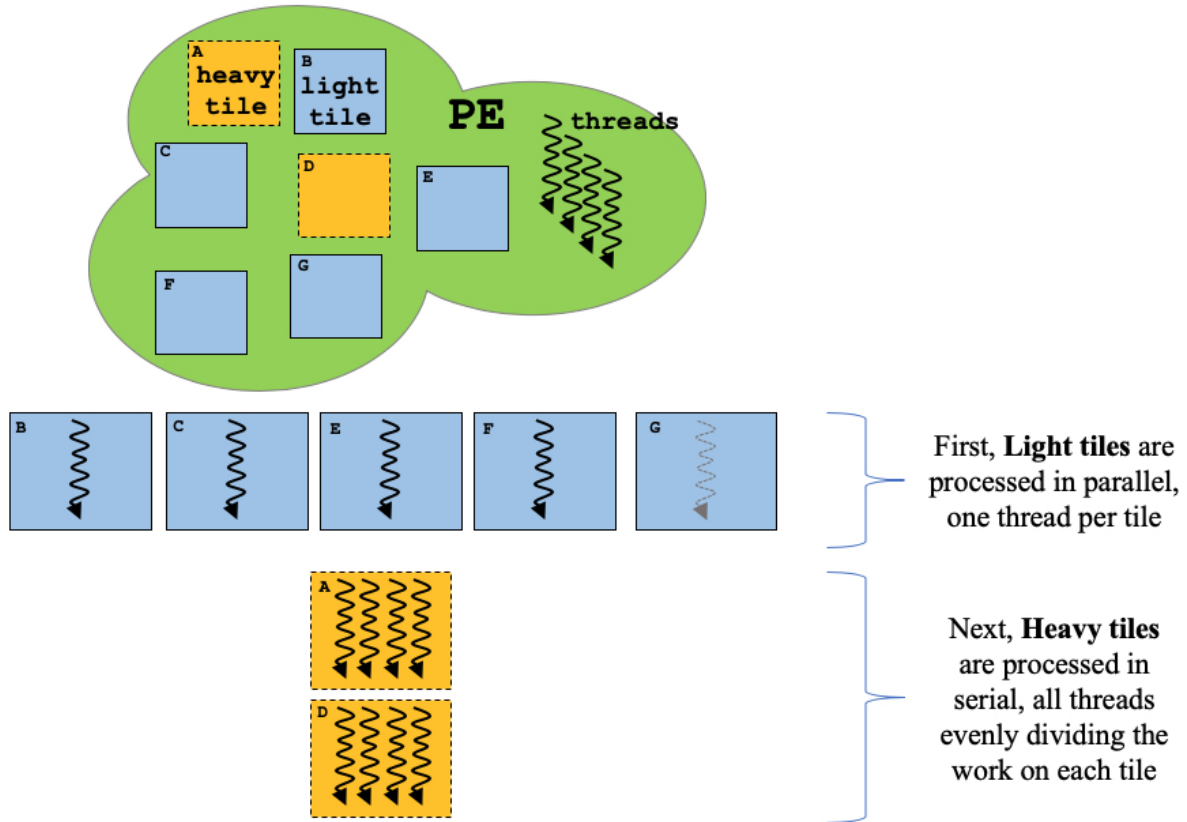 A
heavy
tile
B
light
tile
PE
threads
C
D
E
F
G
B
C
E
F
G
First, Light tiles are
processed in parallel,
one thread per tile
A
D
Next, Heavy tiles
are processed in
serial, all threads
evenly dividing the
work on each tile